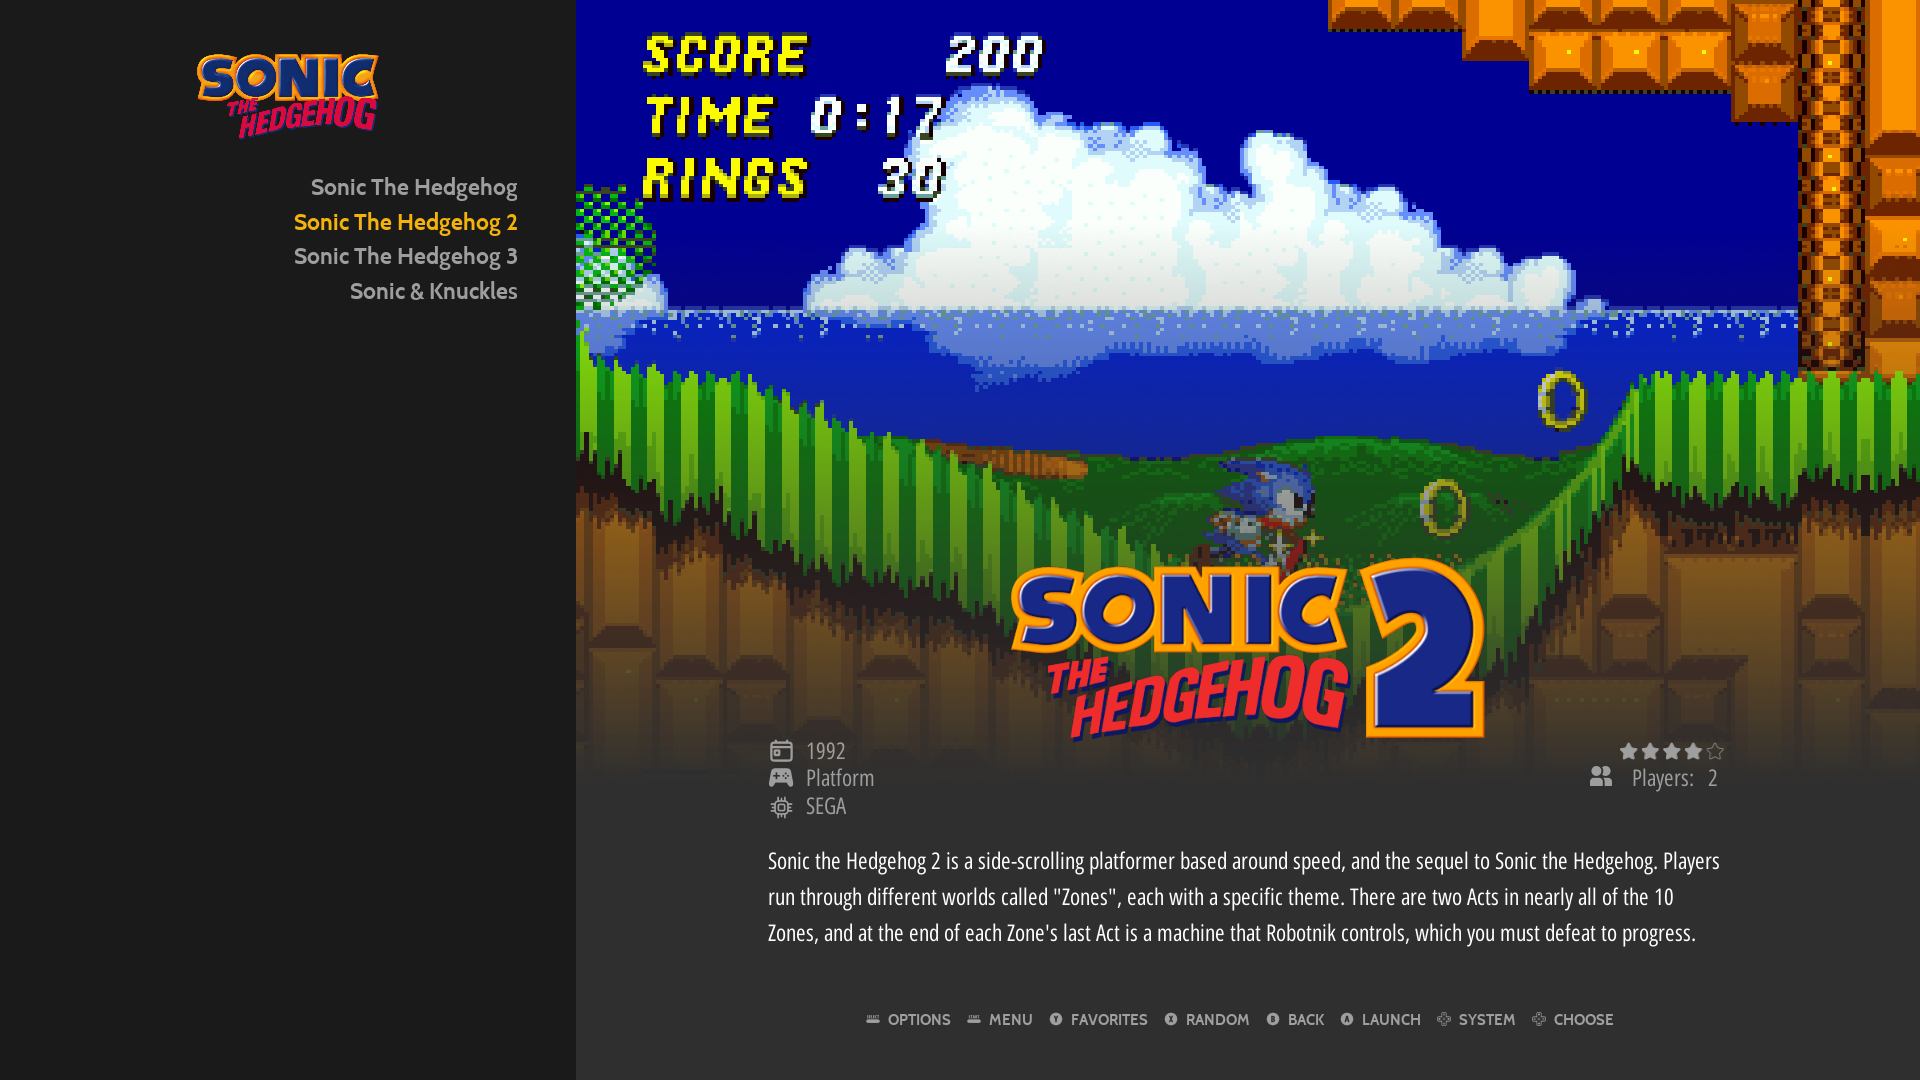 SONIC
THE
HEDGEHOG
Sonic The Hedgehog
Sonic The Hedgehog 2
Sonic The Hedgehog 3
Sonic & Knuckles
SCORE 200
TIME 0:17
RINGS 30
SONIC 2
THE
HEDGEHOG
1992
Platform
SEGA
Players: 2
Sonic the Hedgehog 2 is a side-scrolling platformer based around speed, and the sequel to Sonic the Hedgehog. Players
run through different worlds called "Zones", each with a specific theme. There are two Acts in nearly all of the 10
Zones, and at the end of each Zone's last Act is a machine that Robotnik controls, which you must defeat to progress.
SELECT OPTIONS START MENU Y FAVORITES X RANDOM B BACK A LAUNCH SYSTEM CHOOSE